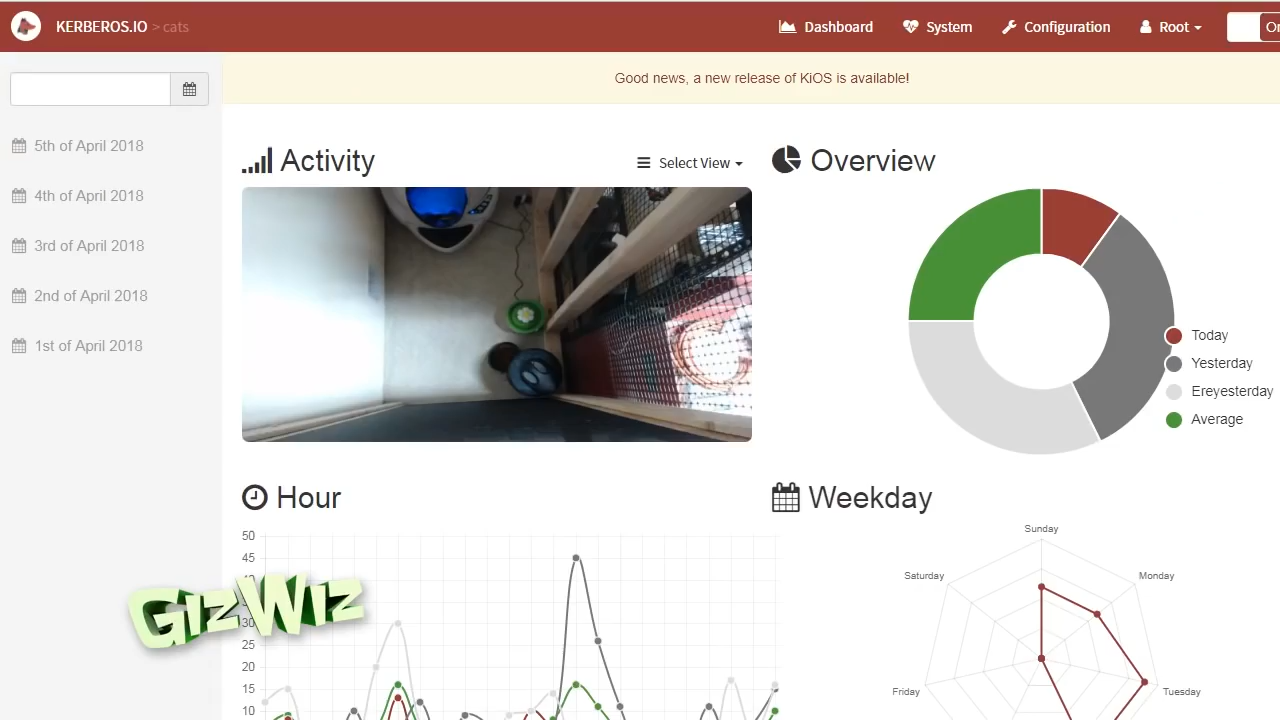 KERBEROS.IO > cats
Dashboard
System
Configuration
Root
Good news, a new release of KiOS is available!
5th of April 2018
4th of April 2018
3rd of April 2018
2nd of April 2018
1st of April 2018
Activity
Select View
Overview
Today
Yesterday
Ereyesterday
Average
Hour
50
45
30
25
20
15
10
GizWiz
Weekday
Sunday
Monday
Tuesday
Friday
Saturday